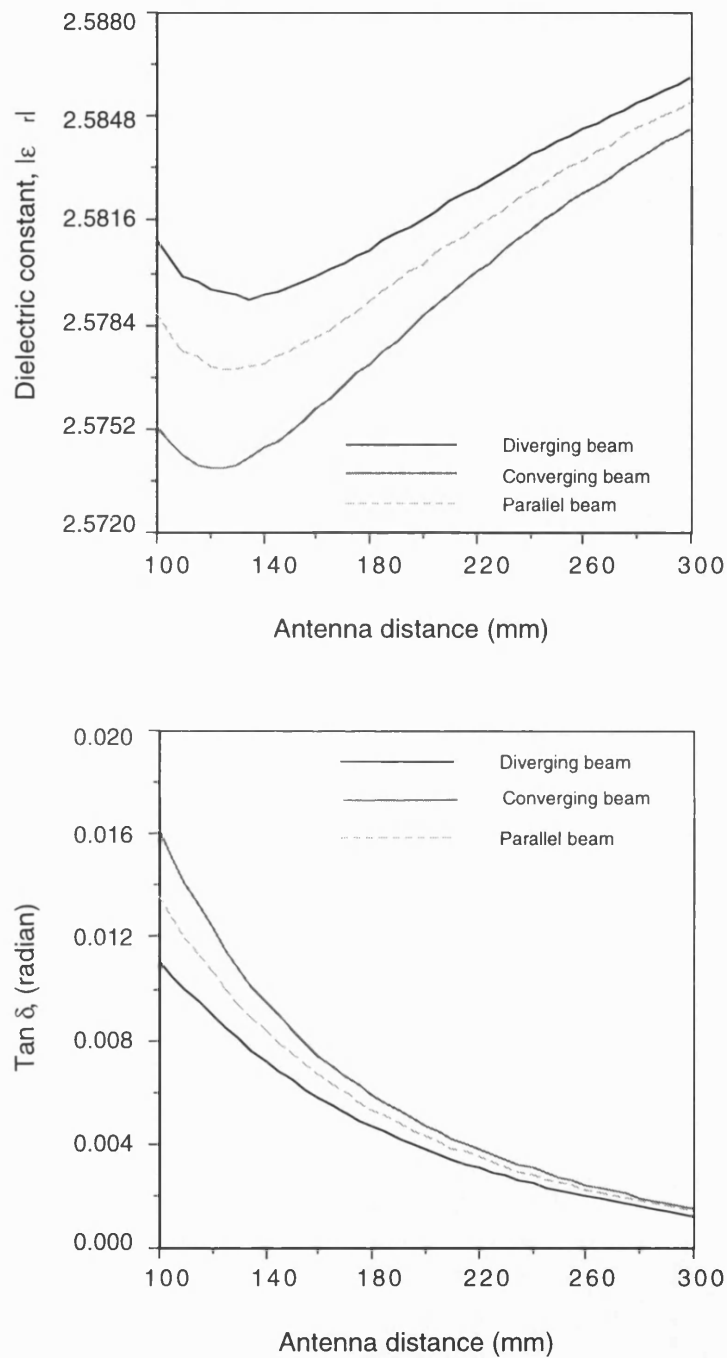 2.5880
2.5848
2.5816
2.5784
2.5752
2.5720
Dielectric constant, |ε r|
Diverging beam
Converging beam
Parallel beam
100 140 180 220 260 300
Antenna distance (mm)
0.020
0.016
0.012
0.008
0.004
0.000
Tan δ, (radian)
Diverging beam
Converging beam
Parallel beam
100 140 180 220 260 300
Antenna distance (mm)